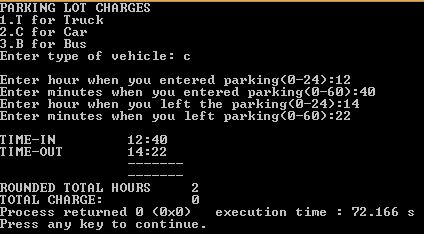 PARKING LOT CHARGES
1.T for Truck
2.C for Car
3.B for Bus
Enter type of vehicle: c
Enter hour when you entered parking(0-24):12
Enter minutes when you entered parking(0-60):40
Enter hour when you left the parking(0-24):14
Enter minutes when you left parking(0-60):22
TIME-IN 12:40
TIME-OUT 14:22
-------
-------
ROUNDED TOTAL HOURS 2
TOTAL CHARGE: 0
Process returned 0 (0x0) execution time : 72.166 s
Press any key to continue.